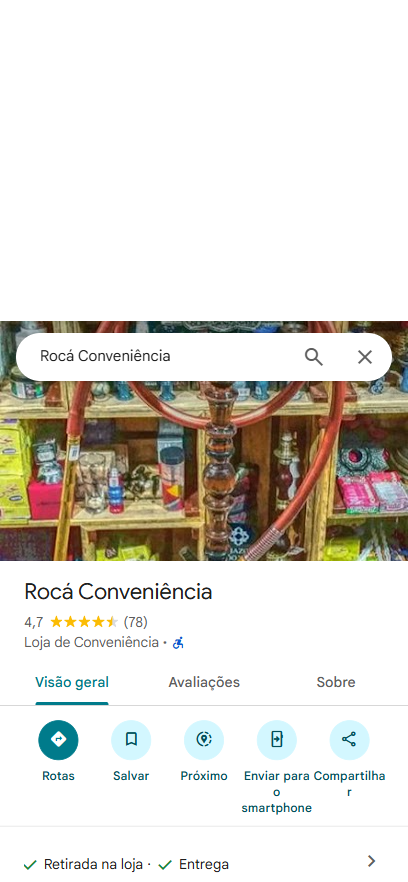 Rocá Conveniência
Rocá Conveniência
4,7 (78)
Loja de Conveniência ·
Visão geral Avaliações Sobre
Rotas Salvar Próximo Enviar para o smartphone Compartilhar
Retirada na loja · Entrega